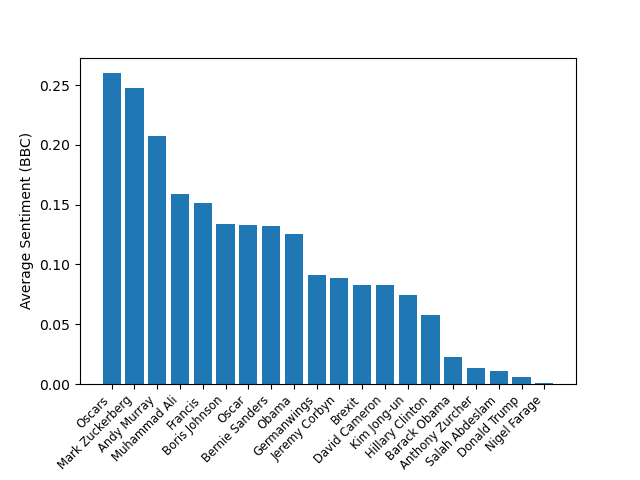 0.25
0.20
0.15
0.10
0.05
0.00
Average Sentiment (BBC)
Oscars
Mark Zuckerberg
Andy Murray
Muhammad Ali
Francis
Boris Johnson
Oscar
Bernie Sanders
Obama
Germanwings
Jeremy Corbyn
Brexit
David Cameron
Kim Jong-un
Hillary Clinton
Barack Obama
Anthony Zurcher
Salah Abdeslam
Donald Trump
Nigel Farage